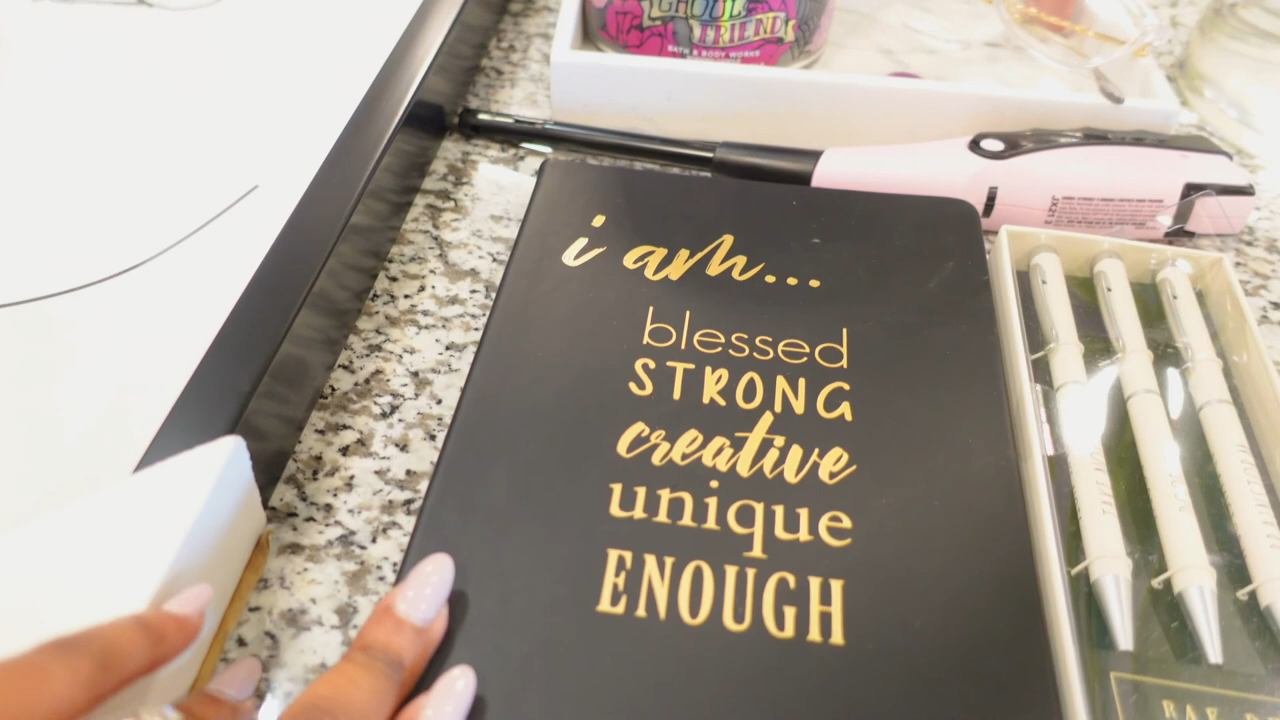 GHOUL
FRIEND
BATH & BODY WORKS
i am...
blessed
STRONG
creative
unique
ENOUGH